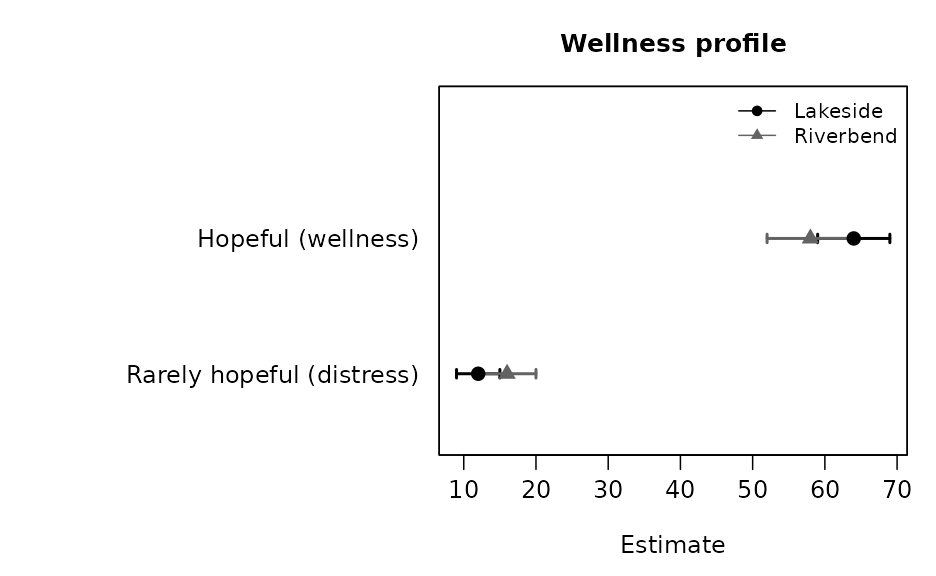 Wellness profile
Lakeside
Riverbend
Hopeful (wellness)
Rarely hopeful (distress)
10 20 30 40 50 60 70
Estimate